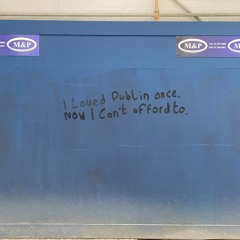 M&P
M&P
I Loved Dublin once.
Now I Can't afford to.